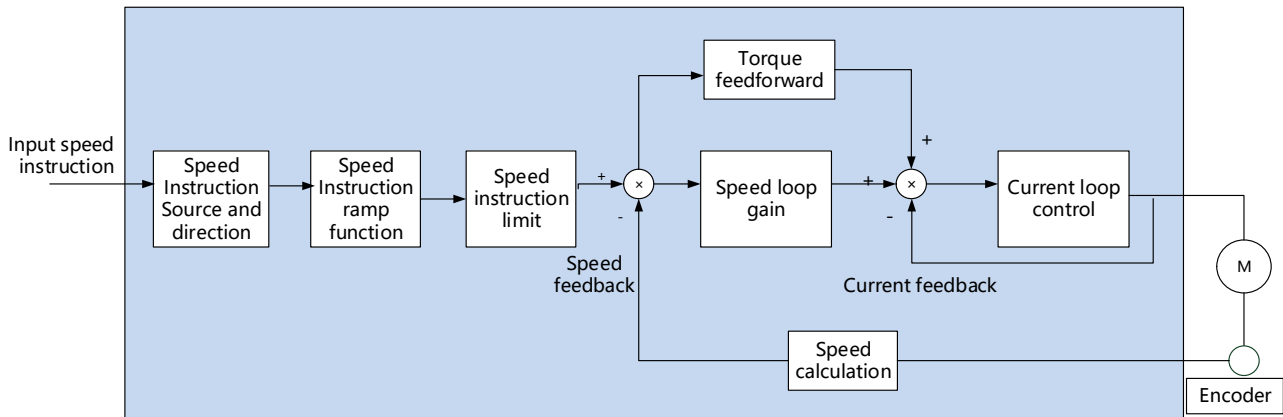 Torque
feedforward
Input speed
instruction
Speed
Instruction
Source and
direction
Speed
Instruction
ramp
function
Speed
instruction
limit
+
-
×
Speed loop
gain
+
+
-
×
Current loop
control
M
Speed
feedback
Current feedback
Speed
calculation
Encoder